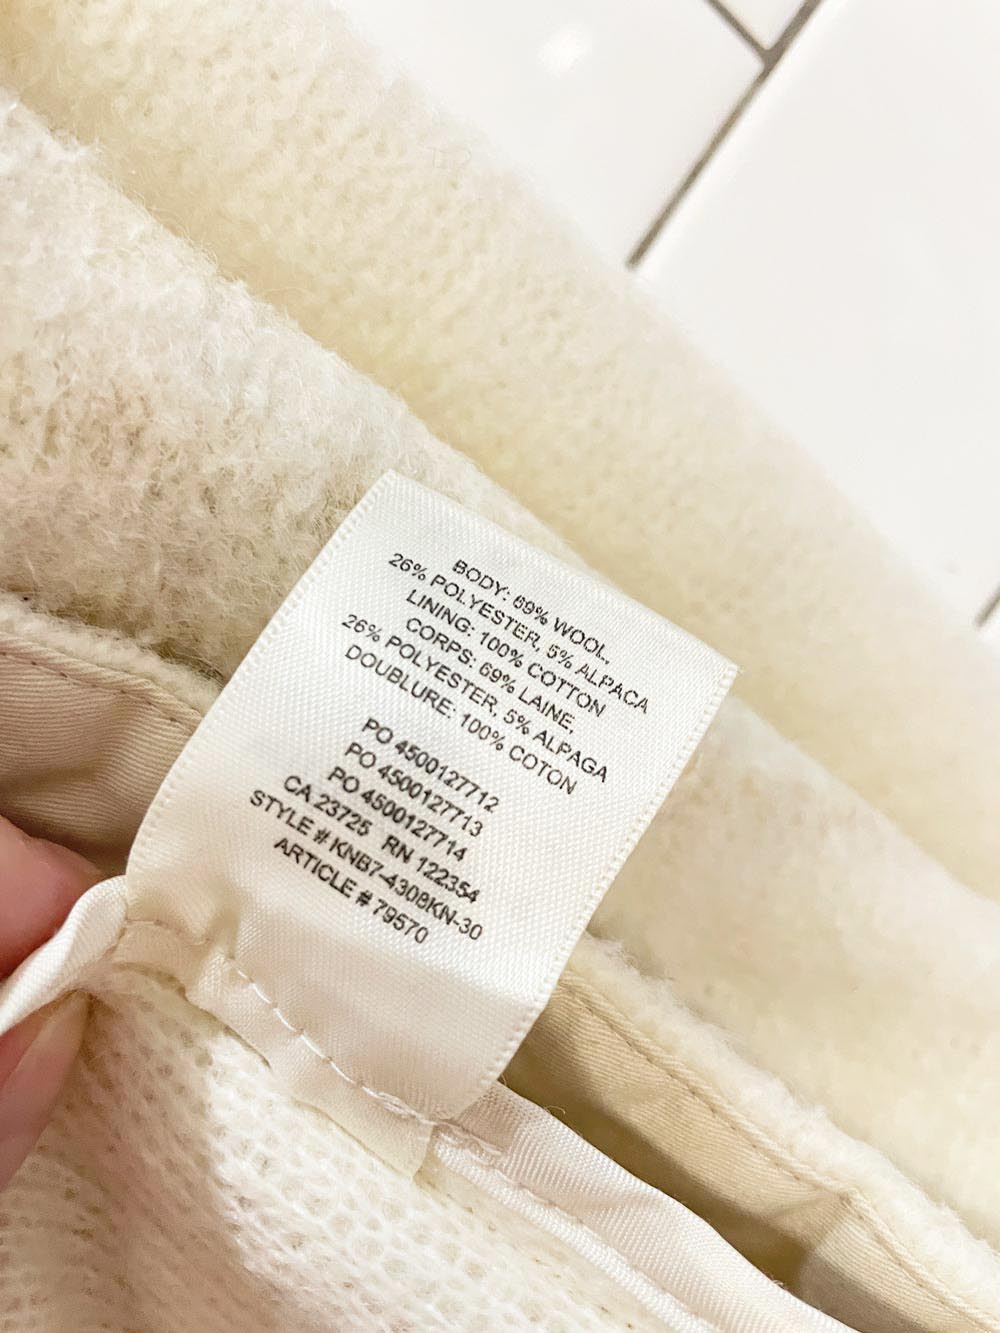 BODY: 69% WOOL,
26% POLYESTER, 5% ALPACA
LINING: 100% COTTON
CORPS: 69% LAINE,
26% POLYESTER, 5% ALPAGA
DOUBLURE: 100% COTON
PO 4500127712
PO 4500127713
PO 4500127714
CA 23725 RN 122354
STYLE # KNB7-4308KN-30
ARTICLE # 79570